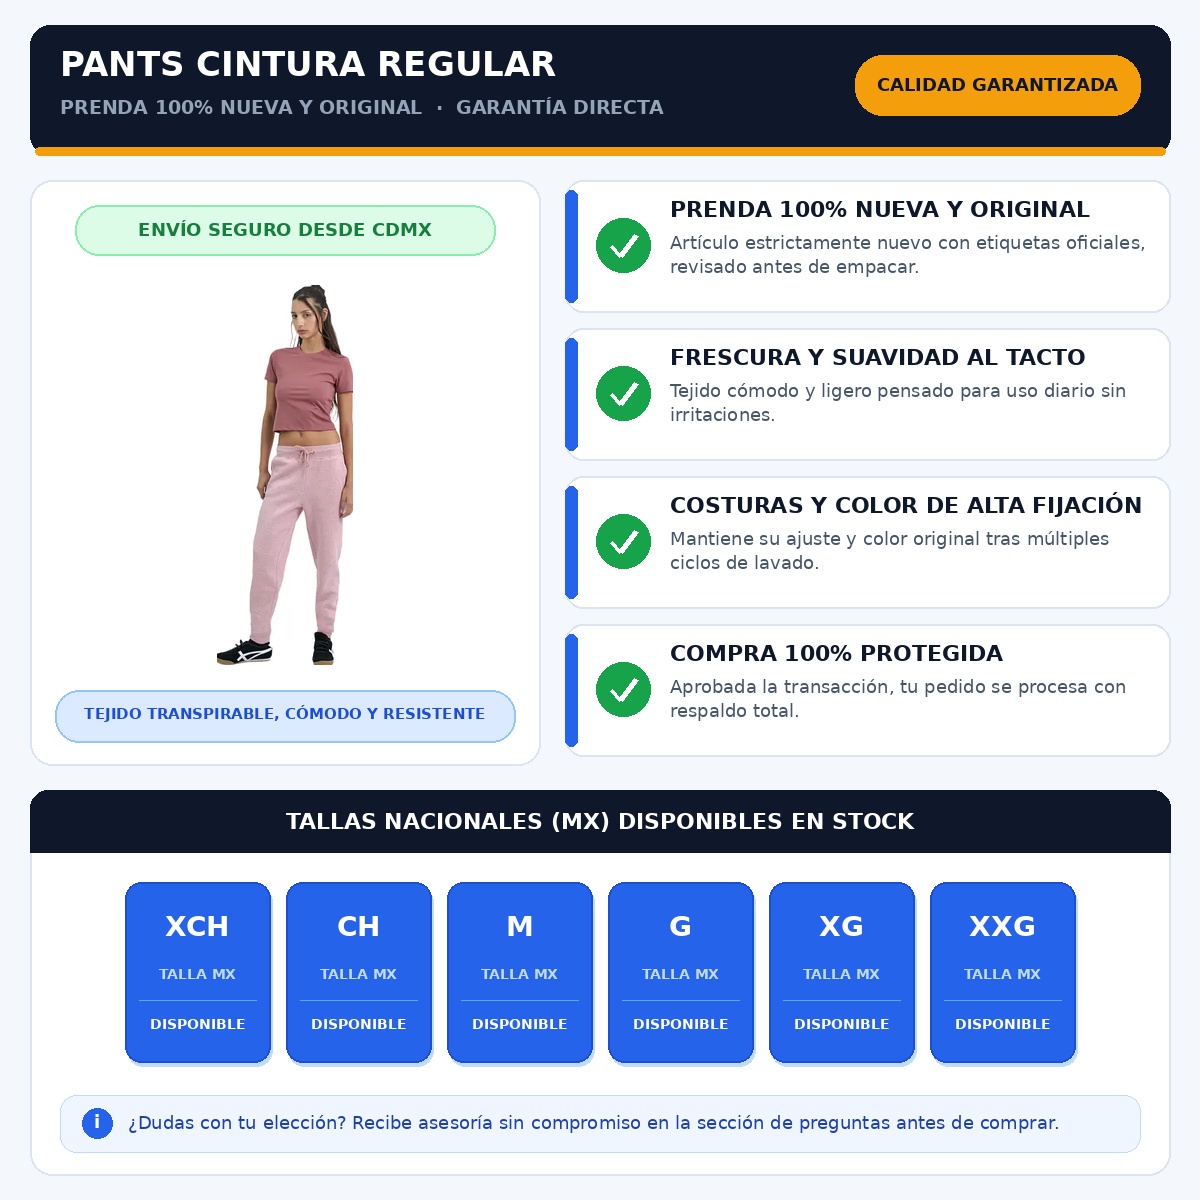 PANTS CINTURA REGULAR
PRENDA 100% NUEVA Y ORIGINAL · GARANTÍA DIRECTA
CALIDAD GARANTIZADA
ENVÍO SEGURO DESDE CDMX
TEJIDO TRANSPIRABLE, CÓMODO Y RESISTENTE
PRENDA 100% NUEVA Y ORIGINAL
Artículo estrictamente nuevo con etiquetas oficiales,
revisado antes de empacar.
FRESCURA Y SUAVIDAD AL TACTO
Tejido cómodo y ligero pensado para uso diario sin
irritaciones.
COSTURAS Y COLOR DE ALTA FIJACIÓN
Mantiene su ajuste y color original tras múltiples
ciclos de lavado.
COMPRA 100% PROTEGIDA
Aprobada la transacción, tu pedido se procesa con
respaldo total.
TALLAS NACIONALES (MX) DISPONIBLES EN STOCK
XCH
TALLA MX
DISPONIBLE
CH
TALLA MX
DISPONIBLE
M
TALLA MX
DISPONIBLE
G
TALLA MX
DISPONIBLE
XG
TALLA MX
DISPONIBLE
XXG
TALLA MX
DISPONIBLE
i ¿Dudas con tu elección? Recibe asesoría sin compromiso en la sección de preguntas antes de comprar.